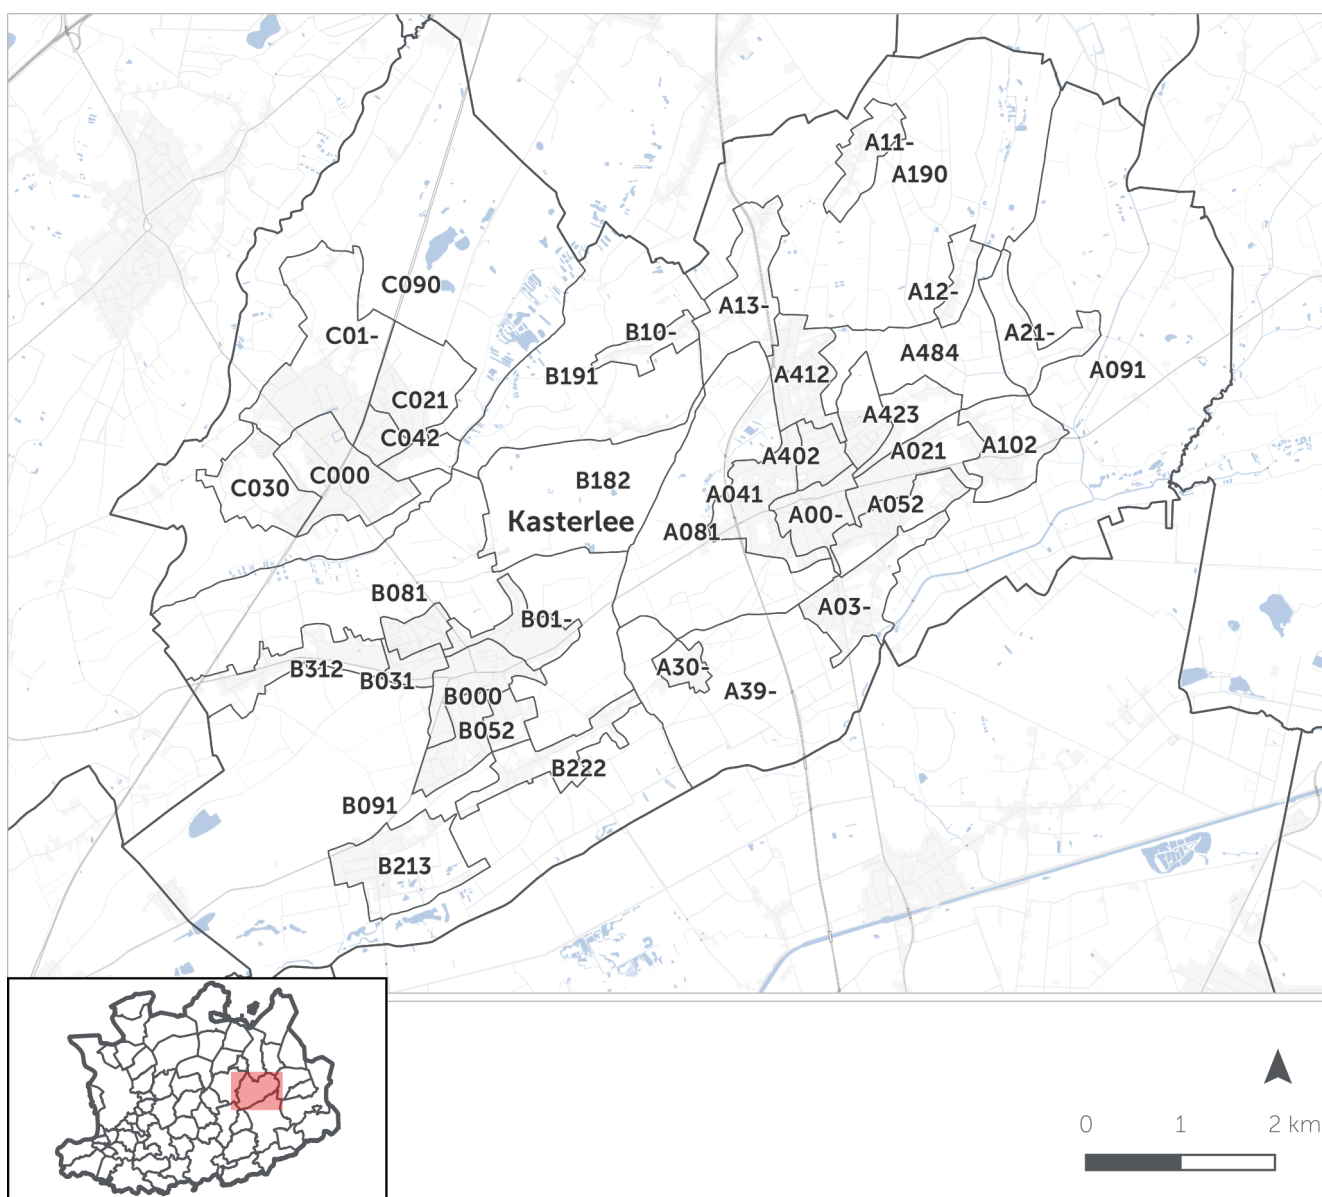 A11-
A190
C090
A12-
A13-
B10-
A21-
C01-
A484
B191
A412
A091
C021
A423
C042
A021
A102
A402
C000
B182
C030
A041
A052
A00-
Kasterlee
A081
B081
A03-
B01-
B312
A30-
B031
A39-
B000
B052
B222
B091
B213
0 1 2 km